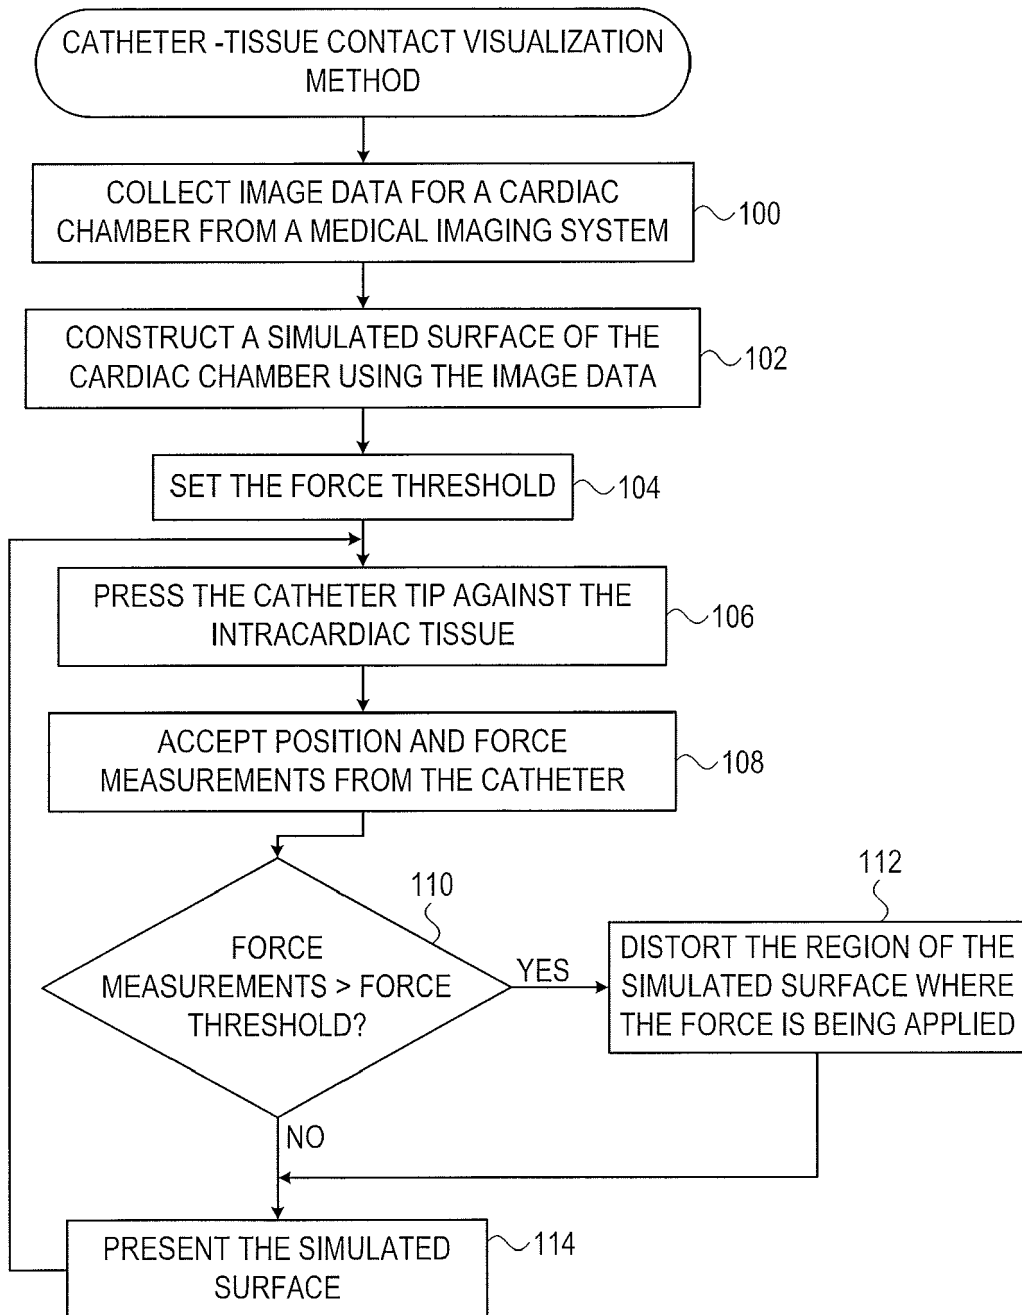 CATHETER -TISSUE CONTACT VISUALIZATION
METHOD
COLLECT IMAGE DATA FOR A CARDIAC
CHAMBER FROM A MEDICAL IMAGING SYSTEM
100
CONSTRUCT A SIMULATED SURFACE OF THE
CARDIAC CHAMBER USING THE IMAGE DATA
102
SET THE FORCE THRESHOLD
104
PRESS THE CATHETER TIP AGAINST THE
INTRACARDIAC TISSUE
106
ACCEPT POSITION AND FORCE
MEASUREMENTS FROM THE CATHETER
108
110
FORCE
MEASUREMENTS > FORCE
THRESHOLD?
YES
112
DISTORT THE REGION OF THE
SIMULATED SURFACE WHERE
THE FORCE IS BEING APPLIED
NO
PRESENT THE SIMULATED
SURFACE
114